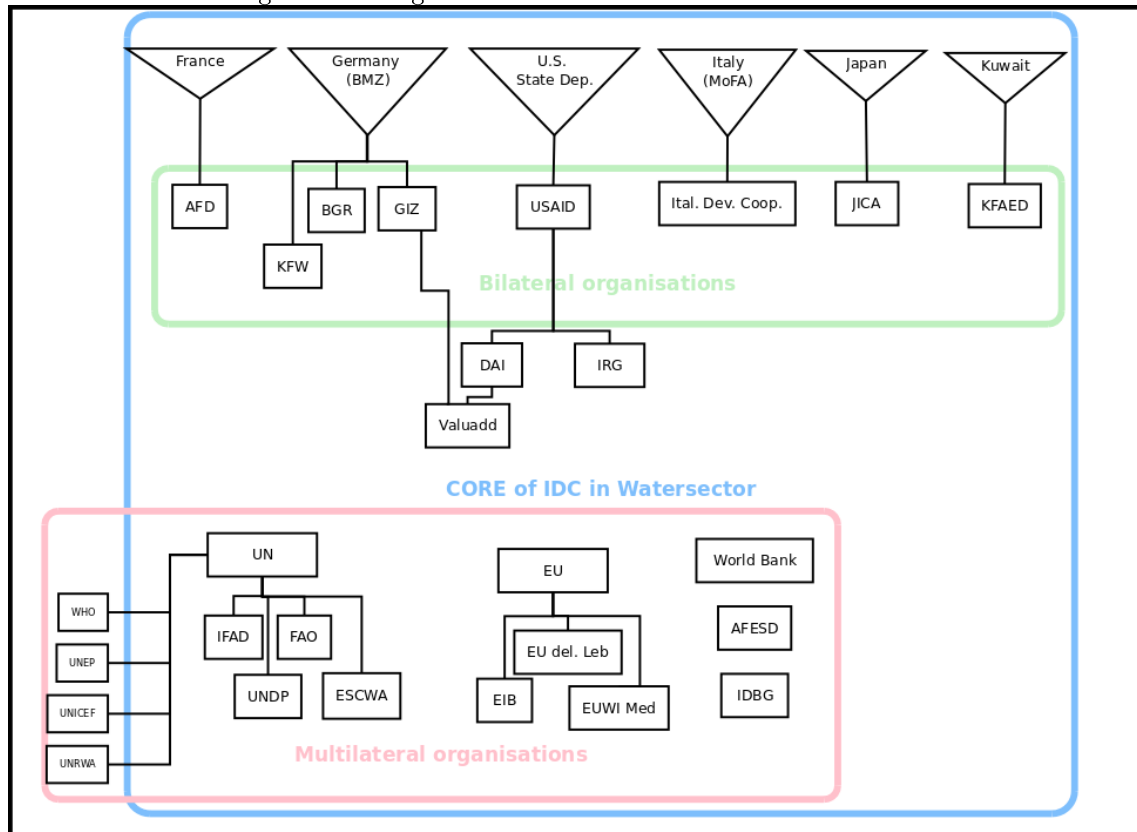 France
Germany
(BMZ)
U.S.
State Dep.
Italy
(MoFA)
Japan
Kuwait
AFD
BGR
GIZ
USAID
Ital. Dev. Coop.
JICA
KFAED
KFW
Bilateral organisations
DAI
IRG
Valuadd
CORE of IDC in Watersector
UN
EU
World Bank
WHO
IFAD
FAO
AFESD
UNEP
EU del. Leb
UNDP
ESCWA
EIB
EUWI Med
IDBG
UNICEF
Multilateral organisations
UNRWA